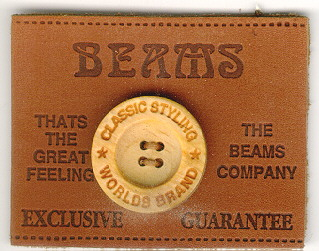 BEAMS
THATS
THE
GREAT
FEELING
CLASSIC STYLING
★ WORLDS BRAND ★
THE
BEAMS
COMPANY
EXCLUSIVE GUARANTEE